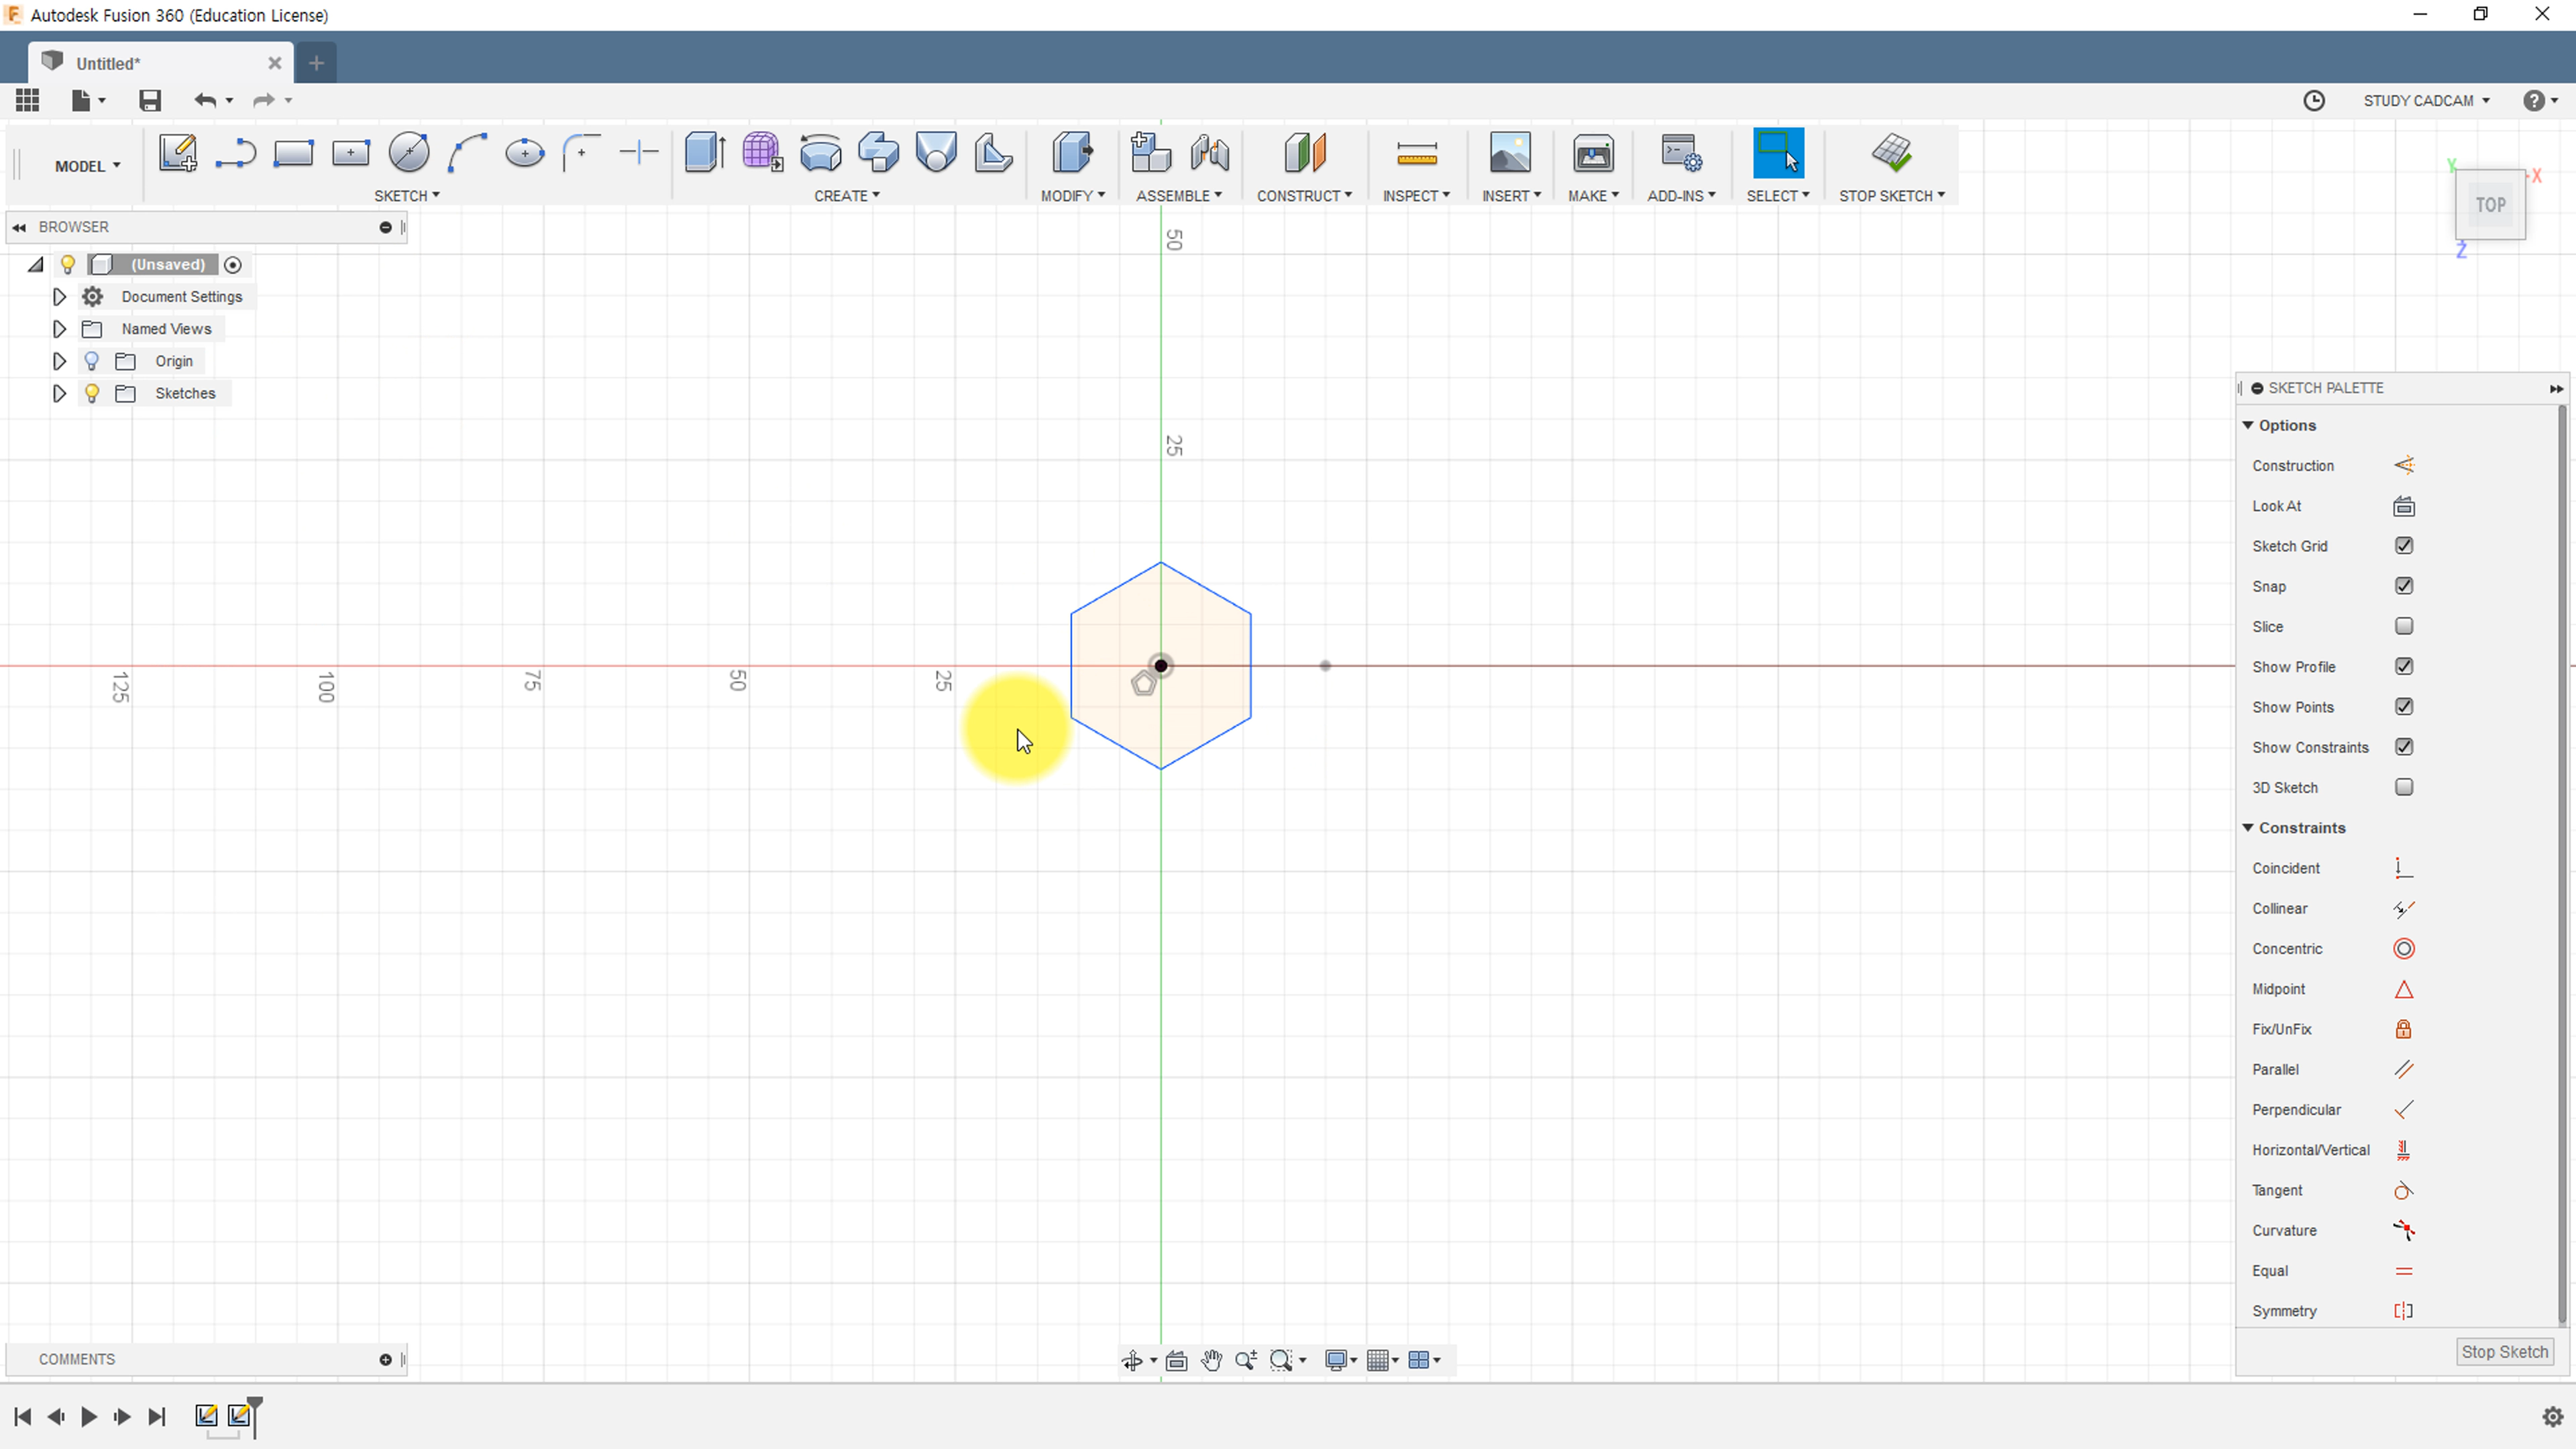 Autodesk Fusion 360 (Education License)
Untitled*
STUDY CADCAM
MODEL
SKETCH
CREATE
MODIFY
ASSEMBLE
CONSTRUCT
INSPECT
INSERT
MAKE
ADD-INS
SELECT
STOP SKETCH
Y
X
TOP
Z
BROWSER
(Unsaved)
Document Settings
Named Views
Origin
Sketches
50
25
125
100
75
50
25
SKETCH PALETTE
Options
Construction
Look At
Sketch Grid
Snap
Slice
Show Profile
Show Points
Show Constraints
3D Sketch
Constraints
Coincident
Collinear
Concentric
Midpoint
Fix/UnFix
Parallel
Perpendicular
Horizontal/Vertical
Tangent
Curvature
Equal
Symmetry
Stop Sketch
COMMENTS